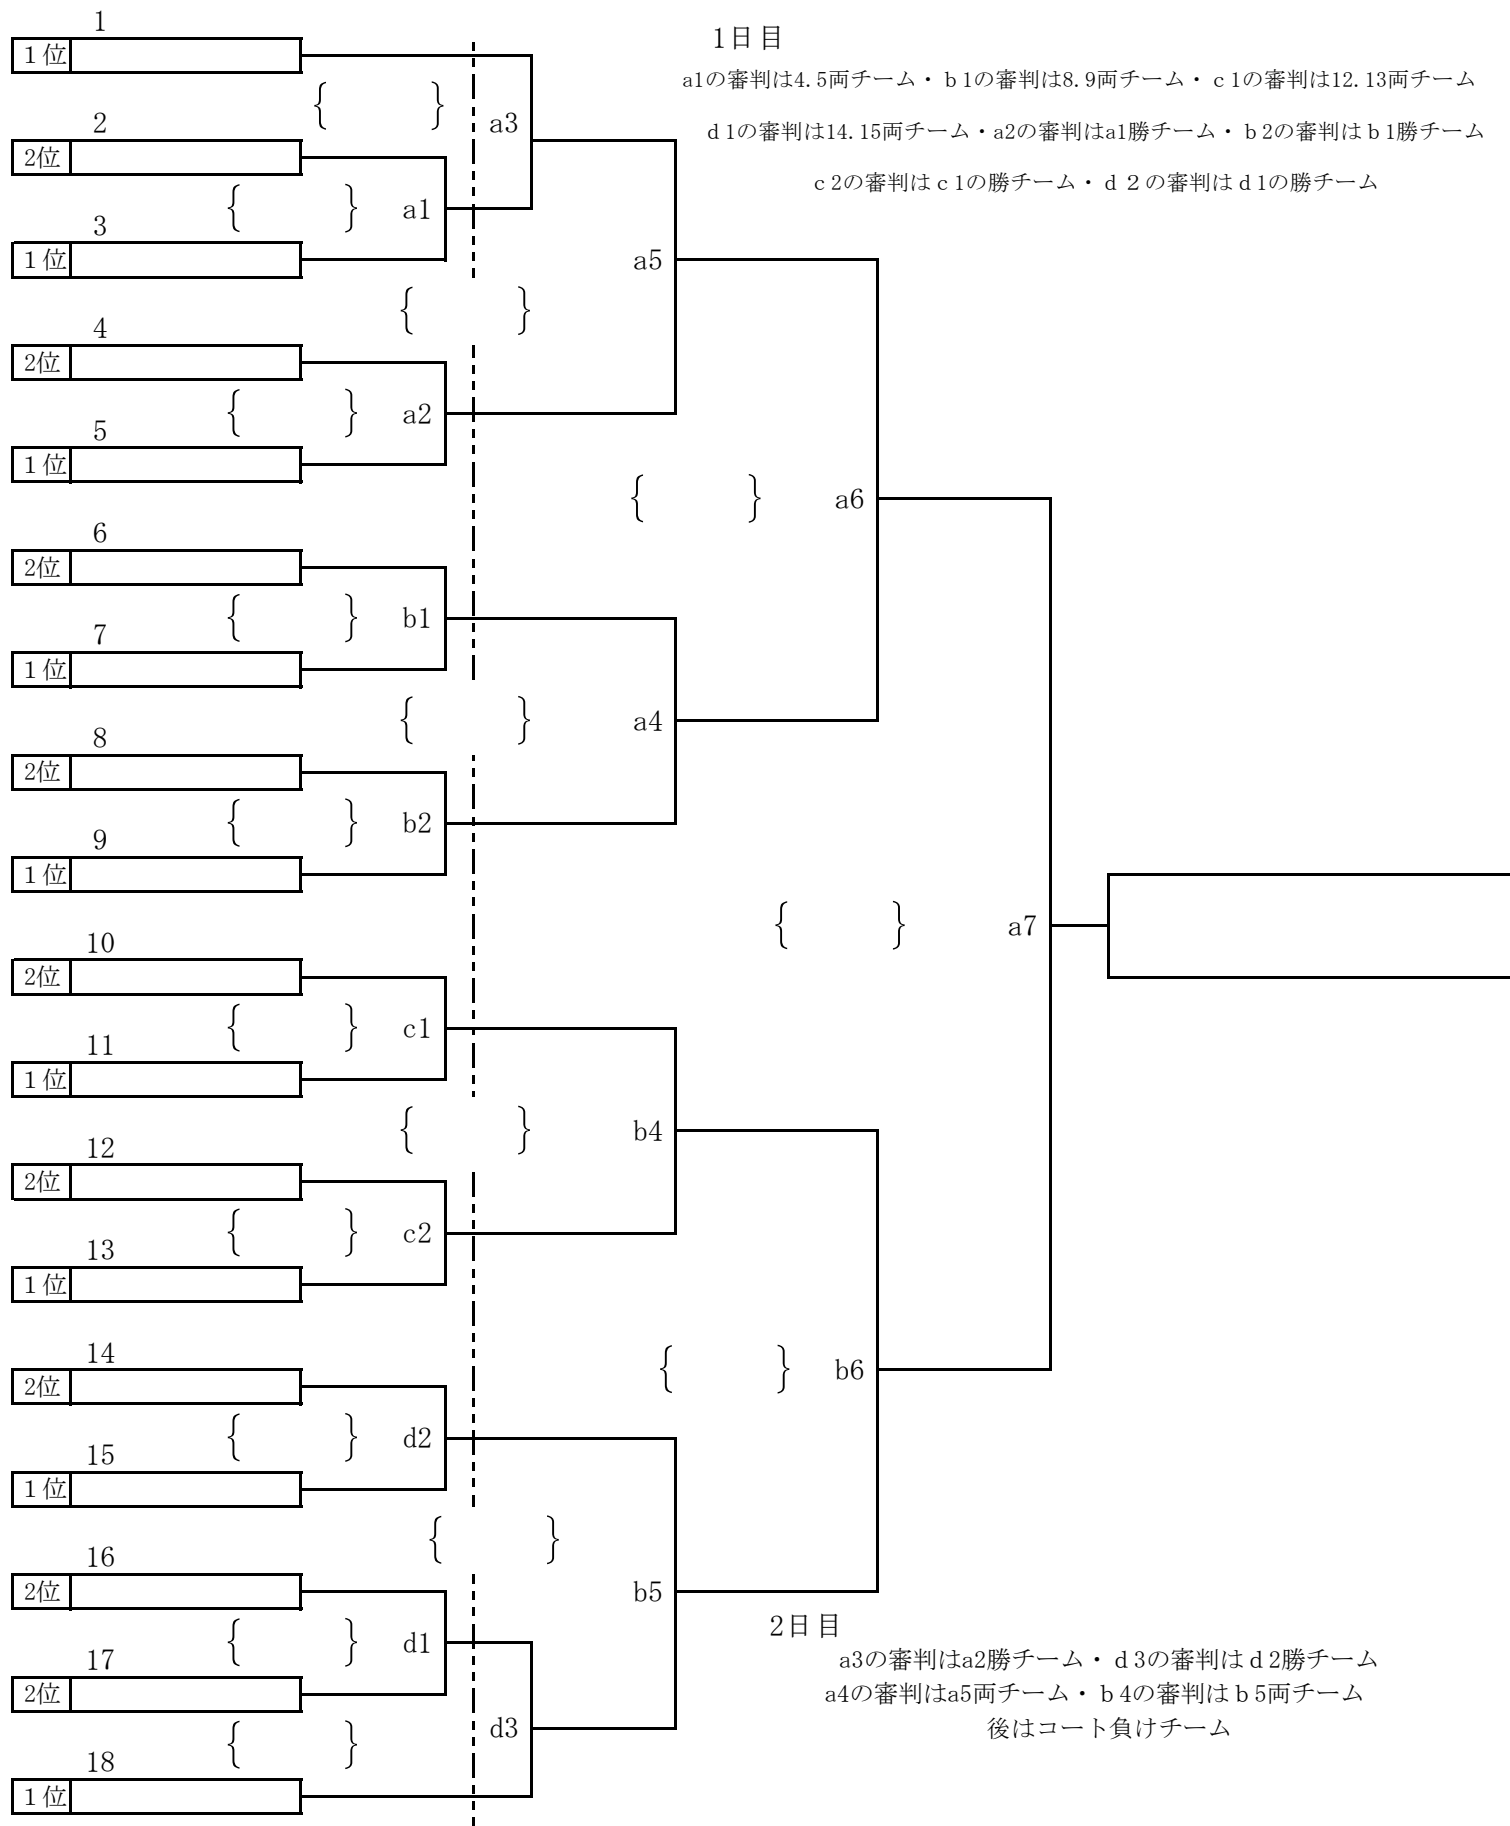 1
1位
2
2位
3
1位
4
2位
5
1位
6
2位
7
1位
8
2位
9
1位
10
2位
11
1位
12
2位
13
1位
14
2位
15
1位
16
2位
17
2位
18
1位
{ }
a3
{ }
a1
{ }
a5
{ }
a2
{ }
a6
{ }
b1
{ }
a4
{ }
b2
{ }
a7
{ }
c1
{ }
b4
{ }
c2
{ }
b6
{ }
d2
{ }
b5
{ }
d1
{ }
d3
1日目
a1の審判は4.5両チーム・ｂ1の審判は8.9両チーム・ｃ1の審判は12.13両チーム
ｄ1の審判は14.15両チーム・a2の審判はa1勝チーム・ｂ2の審判はｂ1勝チーム
ｃ2の審判はｃ1の勝チーム・ｄ２の審判はｄ1の勝チーム
2日目
a3の審判はa2勝チーム・ｄ3の審判はｄ2勝チーム
a4の審判はa5両チーム・ｂ4の審判はｂ5両チーム
後はコート負けチーム